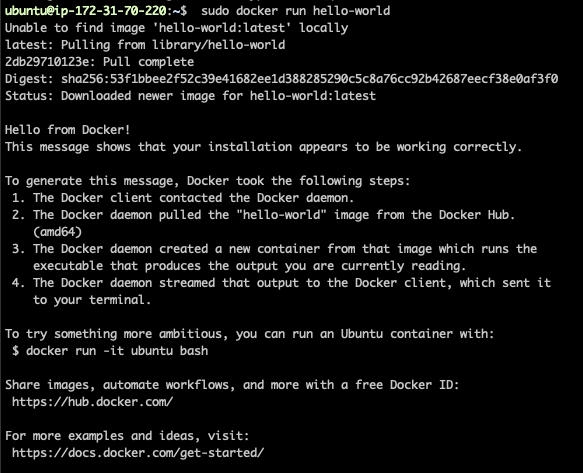 ubuntu@ip-172-31-70-220:~$  sudo docker run hello-world
Unable to find image 'hello-world:latest' locally
latest: Pulling from library/hello-world
2db29710123e: Pull complete
Digest: sha256:53f1bbee2f52c39e41682ee1d388285290c5c8a76cc92b42687eecf38e0af3f0
Status: Downloaded newer image for hello-world:latest

Hello from Docker!
This message shows that your installation appears to be working correctly.

To generate this message, Docker took the following steps:
 1. The Docker client contacted the Docker daemon.
 2. The Docker daemon pulled the "hello-world" image from the Docker Hub.
    (amd64)
 3. The Docker daemon created a new container from that image which runs the
    executable that produces the output you are currently reading.
 4. The Docker daemon streamed that output to the Docker client, which sent it
    to your terminal.

To try something more ambitious, you can run an Ubuntu container with:
 $ docker run -it ubuntu bash

Share images, automate workflows, and more with a free Docker ID:
 https://hub.docker.com/

For more examples and ideas, visit:
 https://docs.docker.com/get-started/